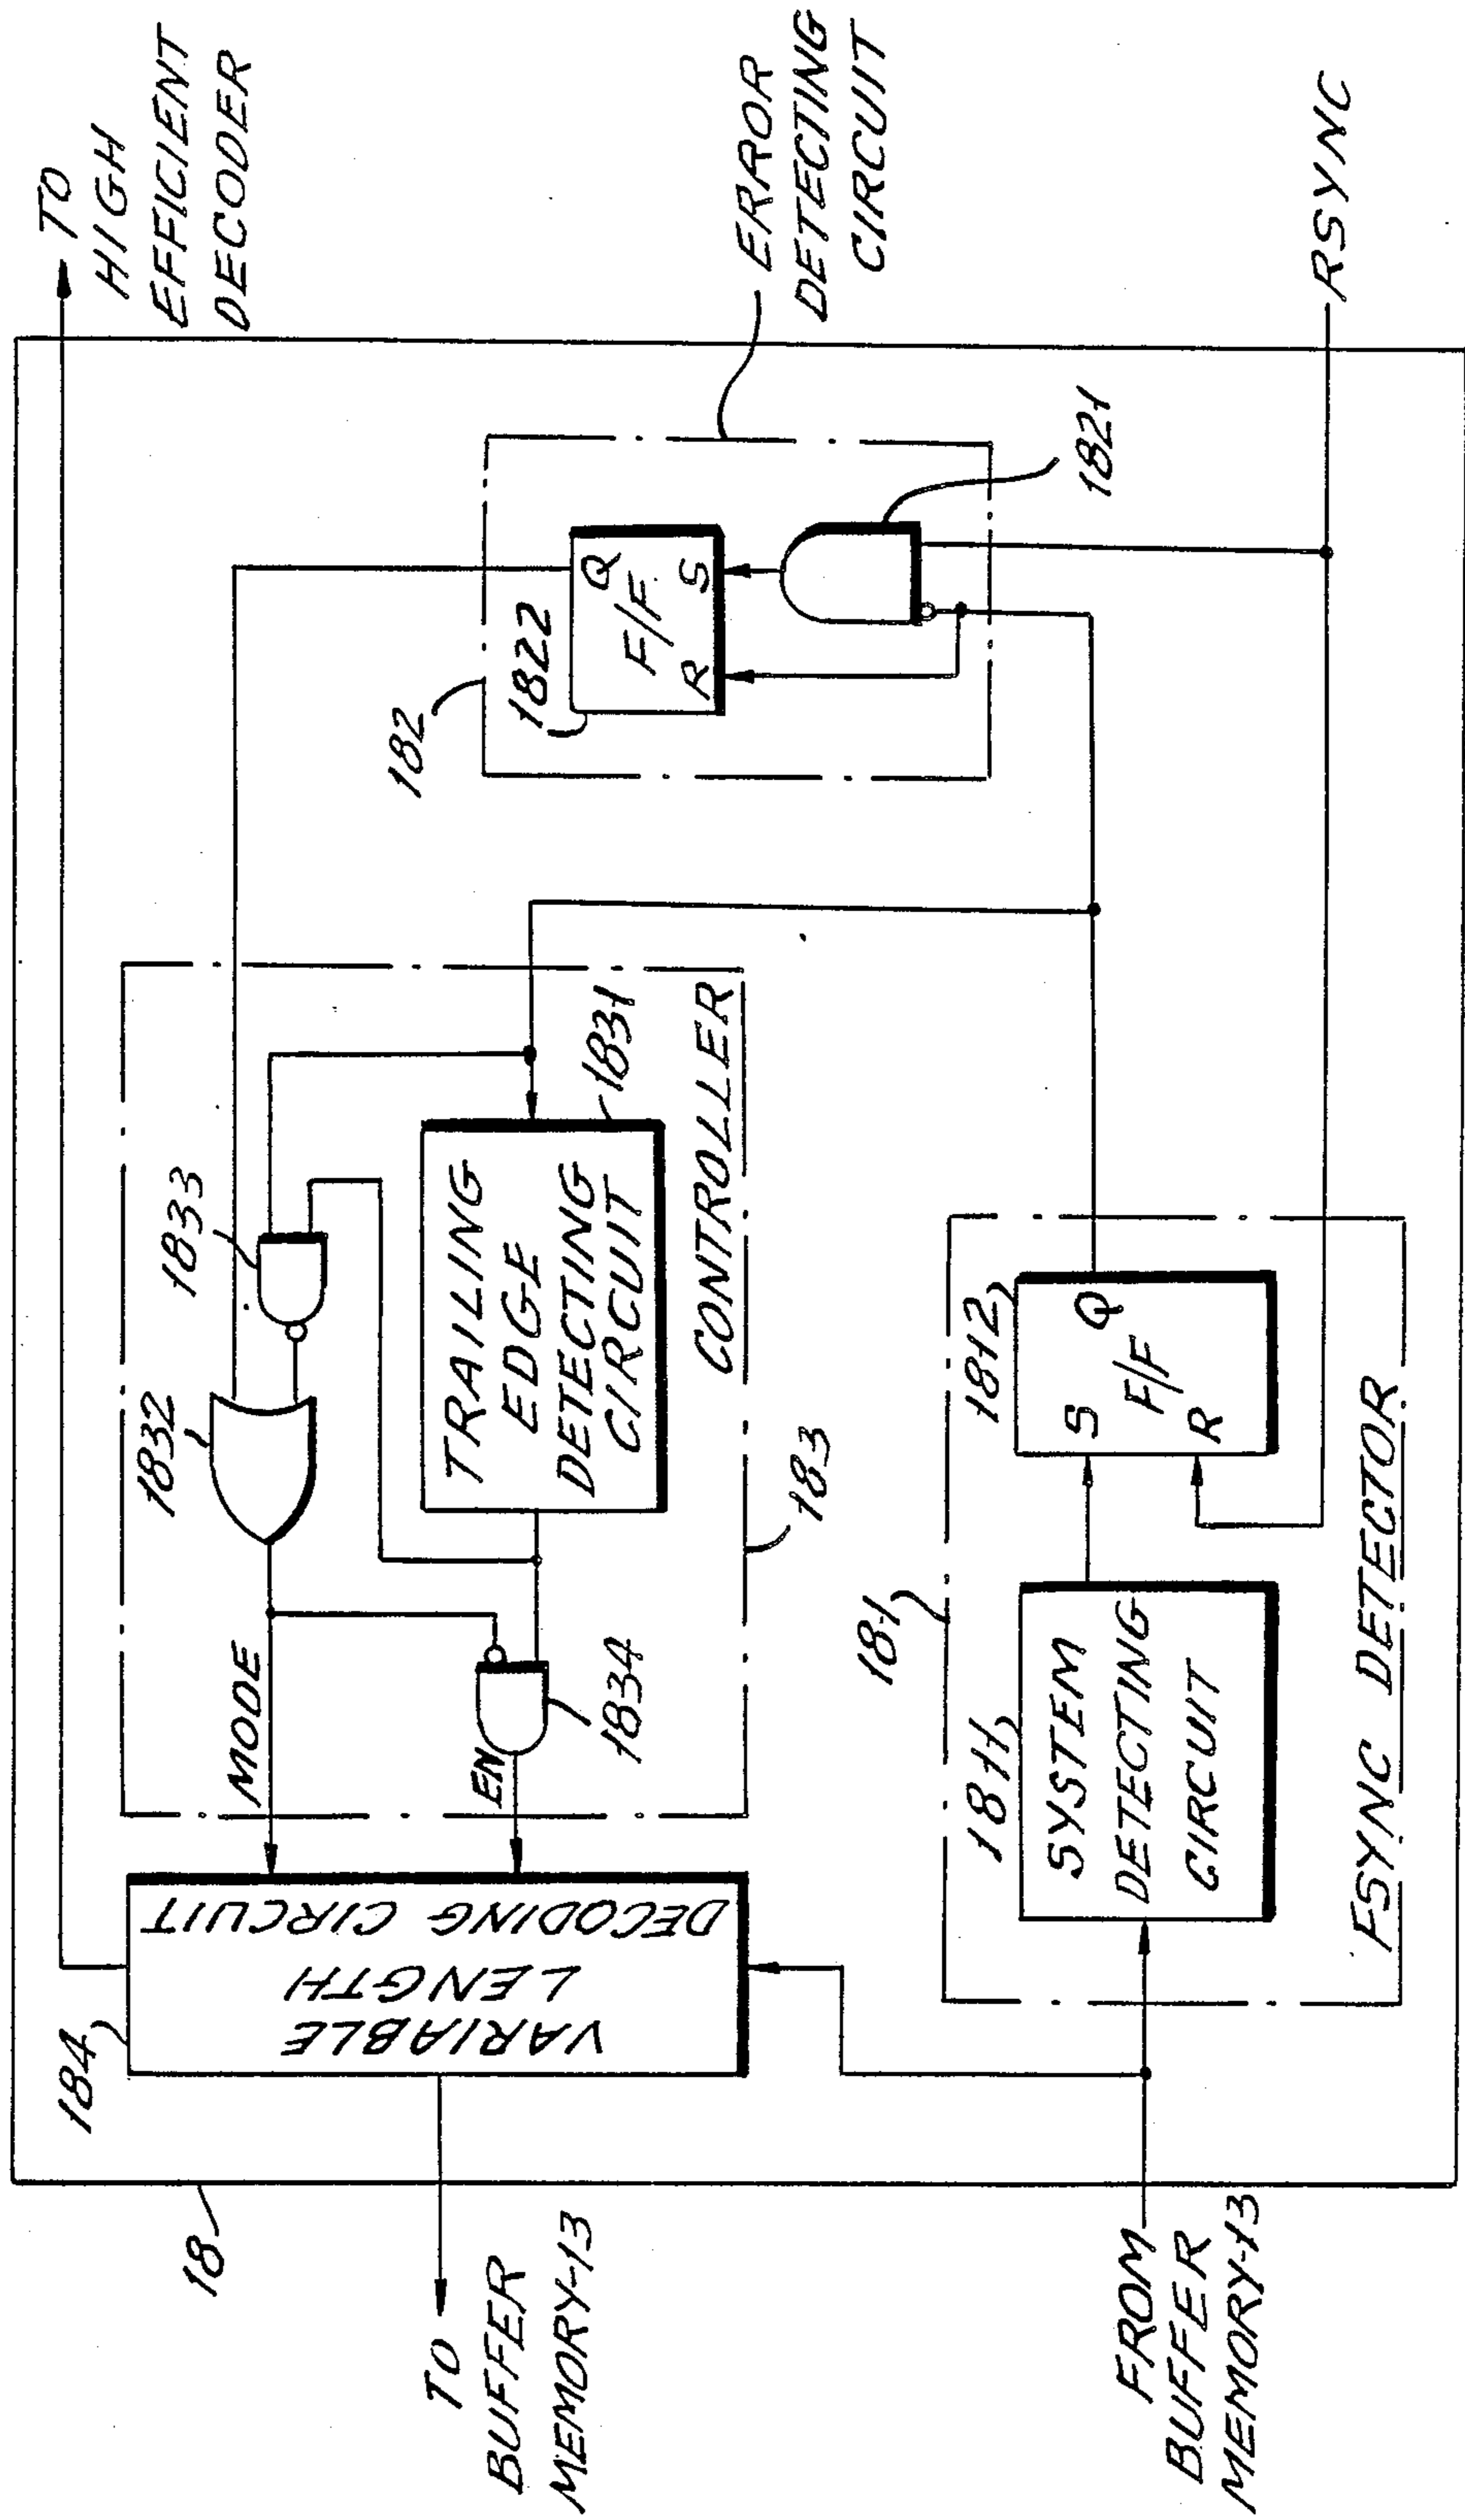 TO
HIGH
EFFICIENT
DECODER
ERROR
DETECTING
CIRCUIT
RSYNC
182
1822
F/F
Q
R
S
1821
1833
1832
MODE
EN
1834
TRAILING
EDGE
DETECTING
CIRCUIT
1831
CONTROLLER
183
184
VARIABLE
LENGTH
DECODING CIRCUIT
181
1811
SYSTEM
DETECTING
CIRCUIT
1812
S
Q
F/F
R
FSYNC DETECTOR
18
TO
BUFFER
MEMORY-13
FROM
BUFFER
MEMORY-13